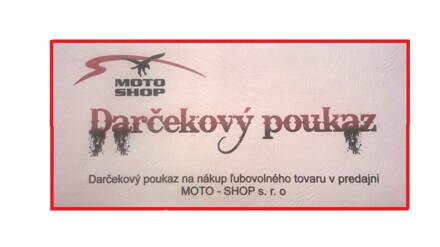 MOTO
SHOP
Darčekový poukaz
Darčekový poukaz na nákup ľubovolného tovaru v predajni
MOTO - SHOP s. r. o